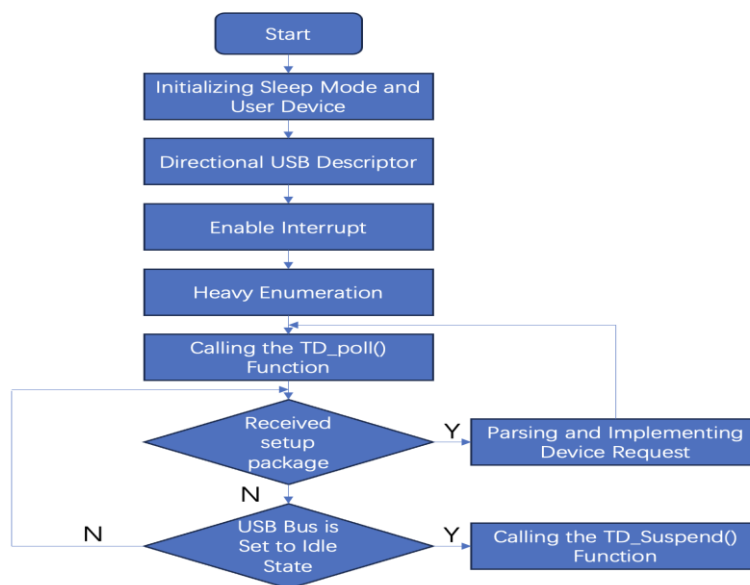 Start
Initializing Sleep Mode and
User Device
Directional USB Descriptor
Enable Interrupt
Heavy Enumeration
Calling the TD_poll()
Function
Received
setup
package
Y
Parsing and Implementing
Device Request
N
USB Bus is
Set to Idle
State
N
Y
Calling the TD_Suspend()
Function